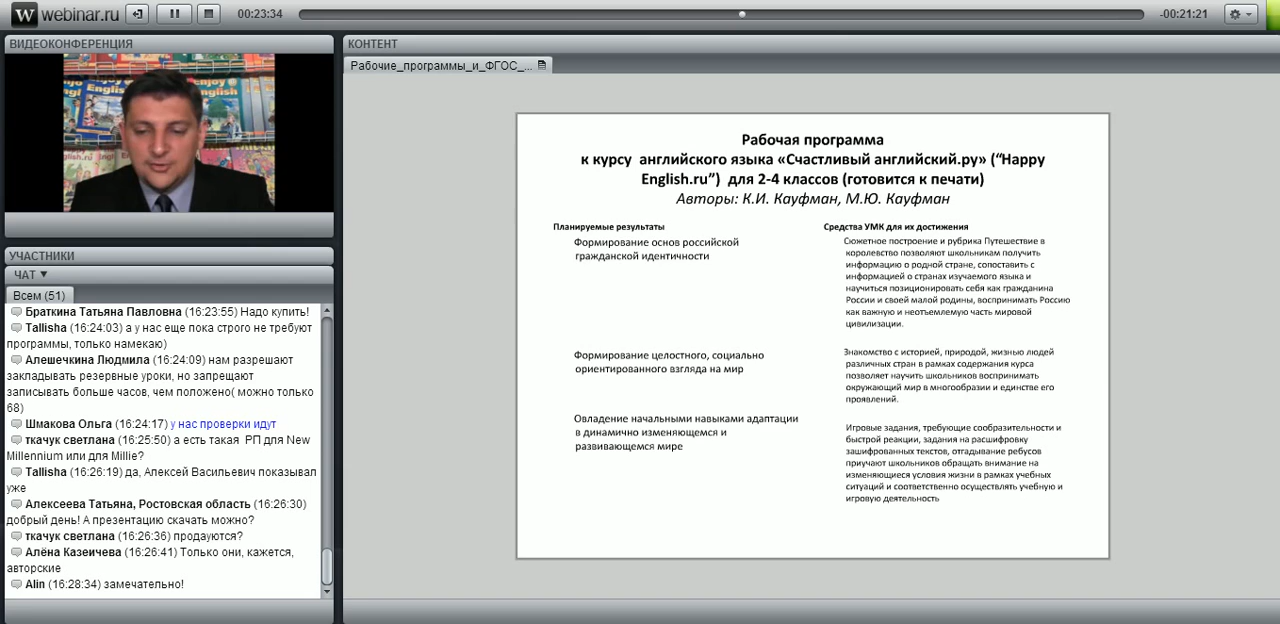 W webinar.ru
00:23:34
-00:21:21
ВИДЕОКОНФЕРЕНЦИЯ
Enjoy
English
Enjoy
English
УЧАСТНИКИ
ЧАТ ▼
Всем (51)
Браткина Татьяна Павловна (16:23:55) Надо купить!
Tallisha (16:24:03) а у нас еще пока строго не требуют
программы, только намекаю)
Алешечкина Людмила (16:24:09) нам разрешают
закладывать резервные уроки, но запрещают
записывать больше часов, чем положено( можно только
68)
Шмакова Ольга (16:24:17) у нас проверки идут
ткачук светлана (16:25:50) а есть такая РП для New
Millennium или для Millie?
Tallisha (16:26:19) да, Алексей Васильевич показывал
уже
Алексеева Татьяна, Ростовская область (16:26:30)
добрый день! А презентацию скачать можно?
ткачук светлана (16:26:36) продаются?
Алёна Казеичева (16:26:41) Только они, кажется,
авторские
Alin (16:28:34) замечательно!
КОНТЕНТ
Рабочие_программы_и_ФГОС_...
Рабочая программа
к курсу английского языка «Счастливый английский.ру» (“Happy
English.ru”) для 2-4 классов (готовится к печати)
Авторы: К.И. Кауфман, М.Ю. Кауфман
Планируемые результаты
Формирование основ российской
гражданской идентичности
Формирование целостного, социально
ориентированного взгляда на мир
Овладение начальными навыками адаптации
в динамично изменяющемся и
развивающемся мире
Средства УМК для их достижения
Сюжетное построение и рубрика Путешествие в
королевство позволяют школьникам получить
информацию о родной стране, сопоставить с
информацией о странах изучаемого языка и
научиться позиционировать себя как гражданина
России и своей малой родины, воспринимать Россию
как важную и неотъемлемую часть мировой
цивилизации.
Знакомство с историей, природой, жизнью людей
различных стран в рамках содержания курса
позволяет научить школьников воспринимать
окружающий мир в многообразии и единстве его
проявлений.
Игровые задания, требующие сообразительности и
быстрой реакции, задания на расшифровку
зашифрованных текстов, отгадывание ребусов
приучают школьников обращать внимание на
изменяющиеся условия жизни в рамках учебных
ситуаций и соответственно осуществлять учебную и
игровую деятельность